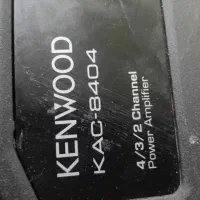 KENWOOD
KAC-8404
4/3/2 Channel
Power Amplifier